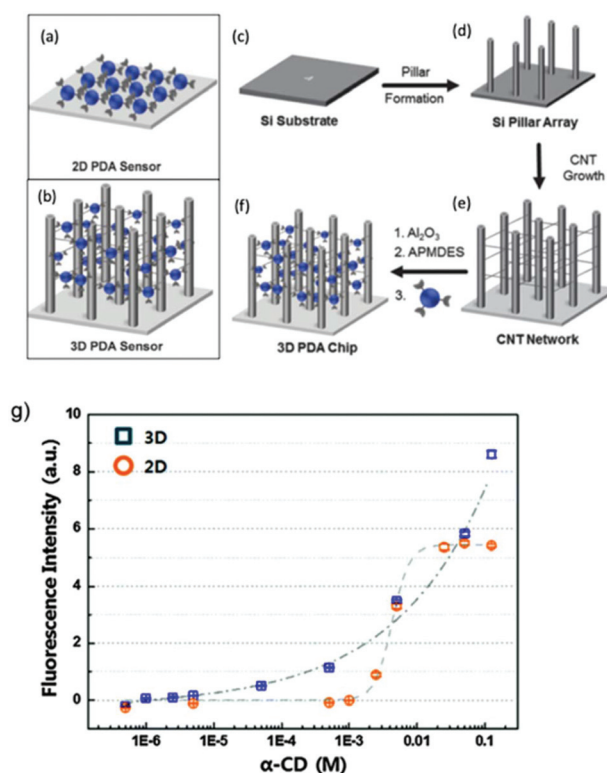 (a)
2D PDA Sensor
(b)
3D PDA Sensor
(c)
Si Substrate
Pillar
Formation
(d)
Si Pillar Array
CNT
Growth
(e)
CNT Network
1. Al₂O₃
2. APMDES
3.
(f)
3D PDA Chip
g)
3D
2D
Fluorescence Intensity (a.u.)
10
8
6
4
2
0
1E-6
1E-5
1E-4
1E-3
0.01
0.1
α-CD (M)